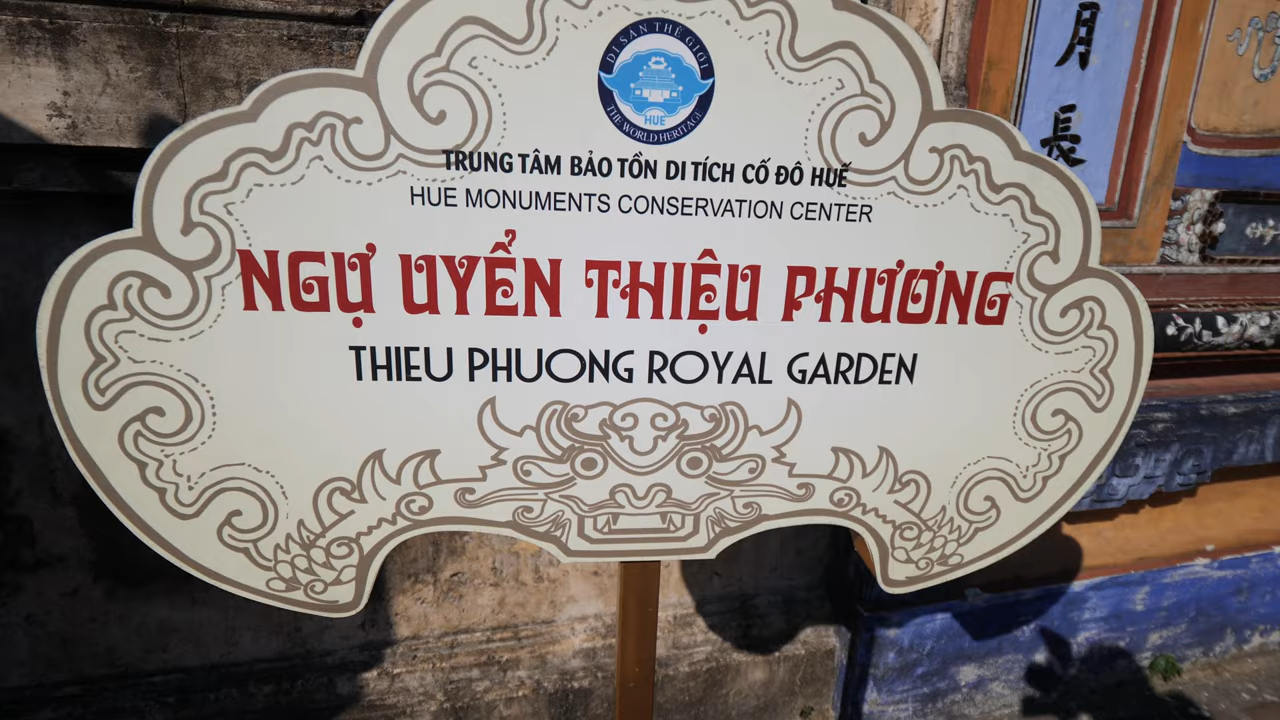 DI SẢN THẾ GIỚI
HUE
THE WORLD HERITAGE
TRUNG TÂM BẢO TỒN DI TÍCH CỐ ĐÔ HUẾ
HUE MONUMENTS CONSERVATION CENTER
NGỰ UYỂN THIỆU PHƯƠNG
THIEU PHUONG ROYAL GARDEN
月
長